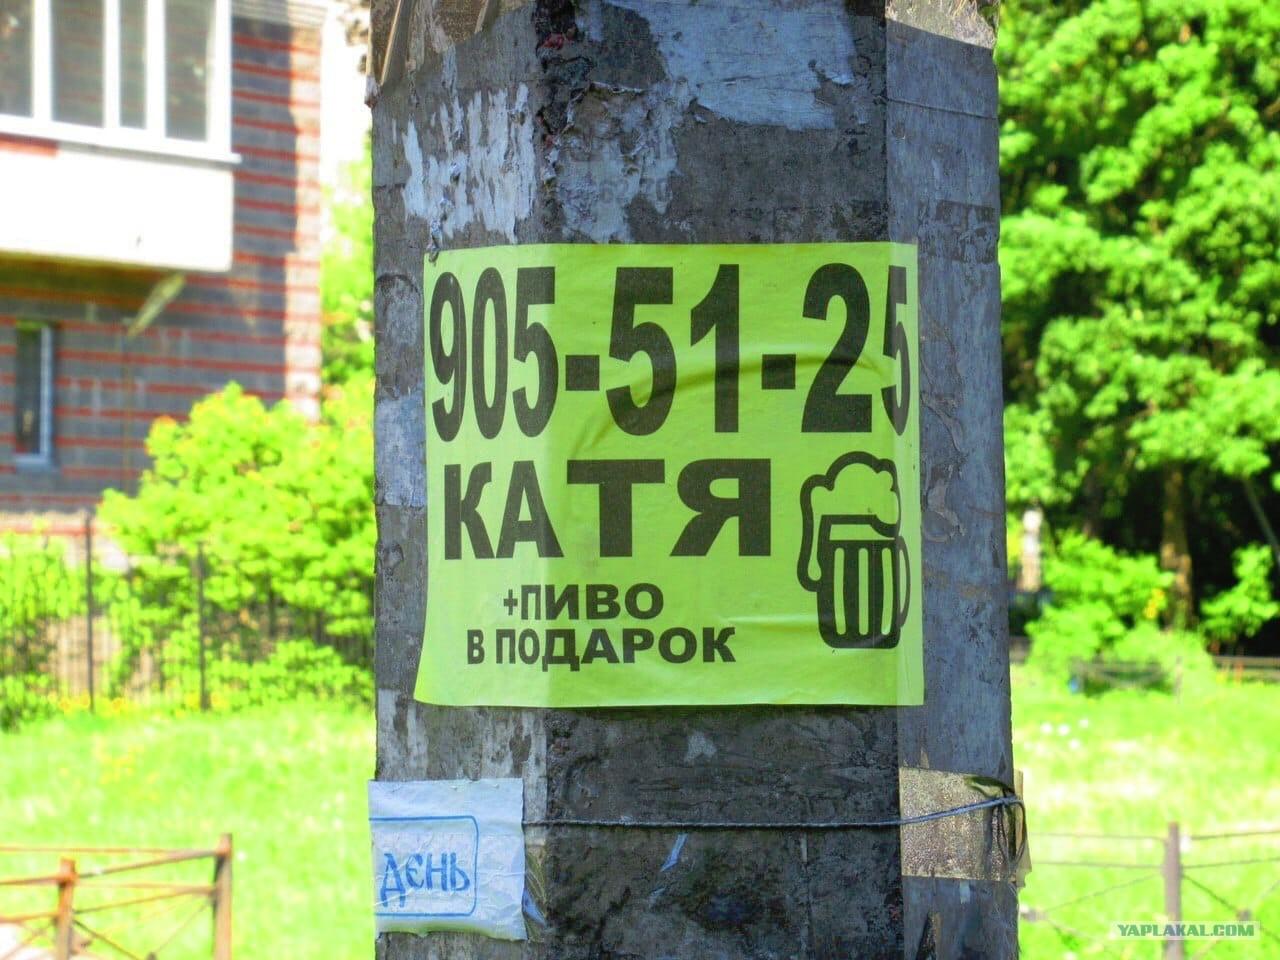 905-51-25
КАТЯ
+ПИВО
В ПОДАРОК
ДЕНЬ
YAPLAKAL.COM